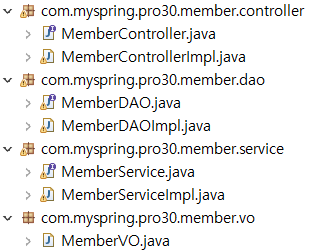 com.myspring.pro30.member.controller
MemberController.java
MemberControllerImpl.java
com.myspring.pro30.member.dao
MemberDAO.java
MemberDAOImpl.java
com.myspring.pro30.member.service
MemberService.java
MemberServiceImpl.java
com.myspring.pro30.member.vo
MemberVO.java